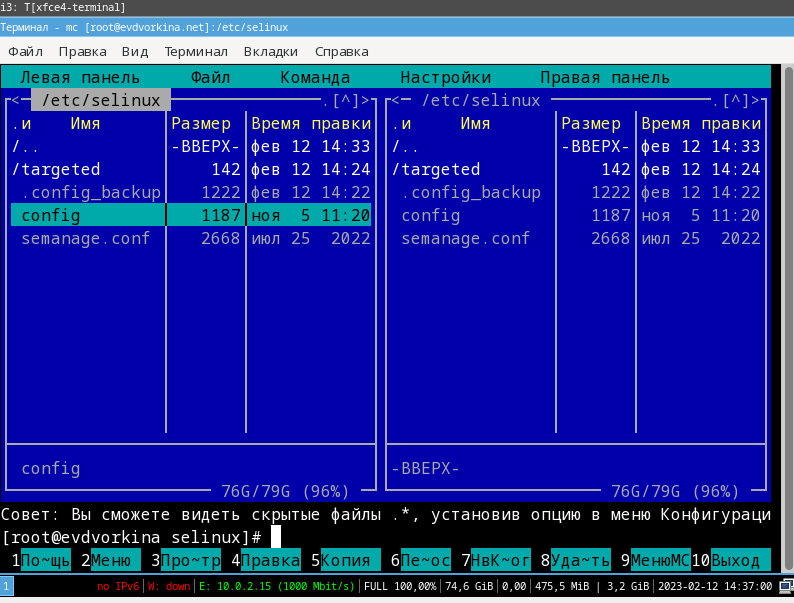 i3: T[xfce4-terminal]
Терминал - mc [root@evdvorkina.net]:/etc/selinux
Файл Правка Вид Терминал Вкладки Справка
Левая панель Файл Команда Настройки Правая панель
<─ /etc/selinux .[^]> <─ /etc/selinux .[^]>
.и Имя Размер Время правки .и Имя Размер Время правки
/.. -ВВЕРХ- фев 12 14:33 /.. -ВВЕРХ- фев 12 14:33
/targeted 142 фев 12 14:24 /targeted 142 фев 12 14:24
.config_backup 1222 фев 12 14:22 .config_backup 1222 фев 12 14:22
config 1187 ноя 5 11:20 config 1187 ноя 5 11:20
semanage.conf 2668 июл 25 2022 semanage.conf 2668 июл 25 2022
config -ВВЕРХ-
76G/79G (96%) 76G/79G (96%)
Совет: Вы сможете видеть скрытые файлы .*, установив опцию в меню Конфигураци
[root@evdvorkina selinux]#
1По~щь 2Меню 3Про~тр 4Правка 5Копия 6Пе~ос 7НвК~ог 8Уда~ть 9МенюMC 10Выход
1 no IPv6 | W: down | E: 10.0.2.15 (1000 Mbit/s) | FULL 100,00% | 74,6 GiB | 0,00 | 475,5 MiB | 3,2 GiB | 2023-02-12 14:37:00